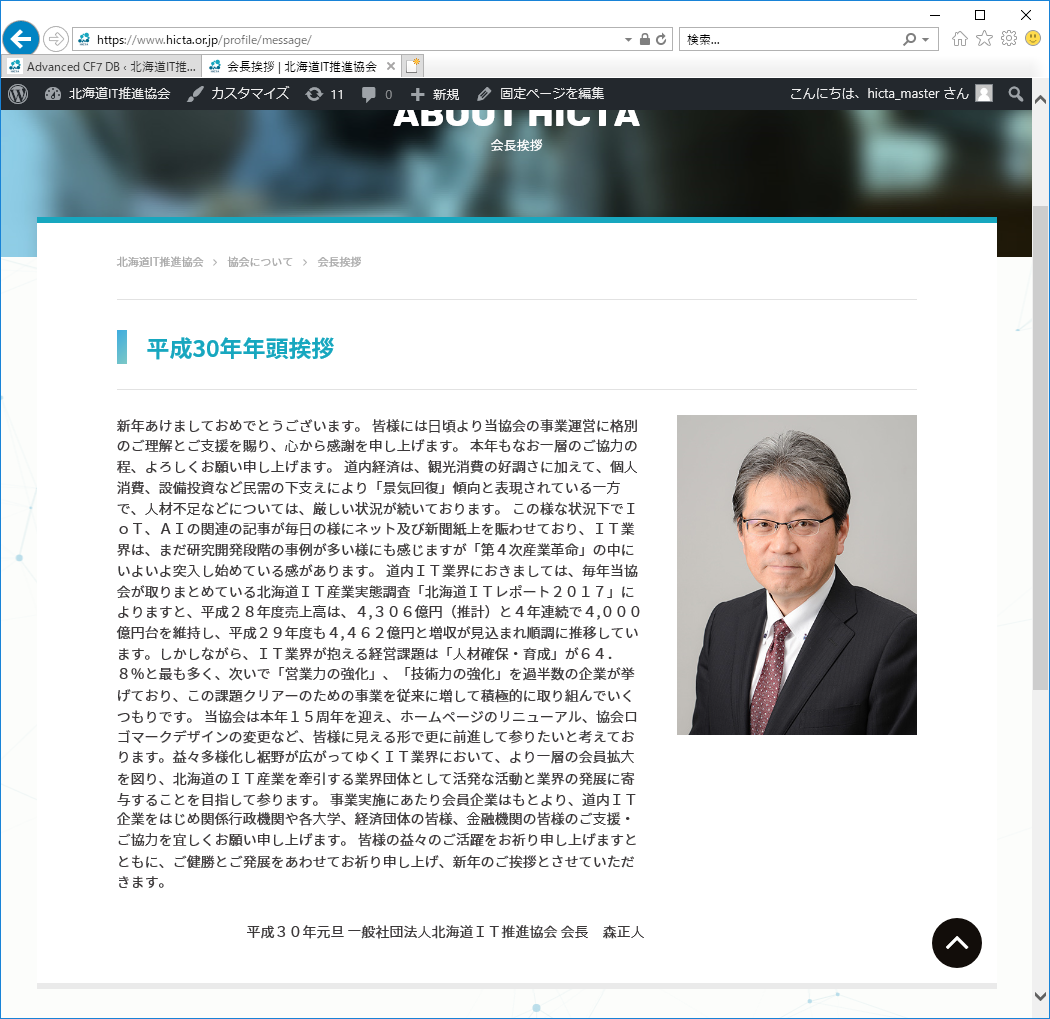 https://www.hicta.or.jp/profile/message/
検索...
Advanced CF7 DB ‹ 北海道IT推...
会長挨拶 | 北海道IT推進協会
北海道IT推進協会 カスタマイズ 11 0 新規 固定ページを編集 こんにちは、hicta_master さん
ABOUT HICTA
会長挨拶
北海道IT推進協会 > 協会について > 会長挨拶
平成30年年頭挨拶
新年あけましておめでとうございます。 皆様には日頃より当協会の事業運営に格別
のご理解とご支援を賜り、心から感謝を申し上げます。 本年もなお一層のご協力の
程、よろしくお願い申し上げます。 道内経済は、観光消費の好調さに加えて、個人
消費、設備投資など民需の下支えにより「景気回復」傾向と表現されている一方
で、人材不足などについては、厳しい状況が続いております。 この様な状況下でＩ
ｏＴ、ＡＩの関連の記事が毎日の様にネット及び新聞紙上を賑わせており、ＩＴ業
界は、まだ研究開発段階の事例が多い様にも感じますが「第４次産業革命」の中に
いよいよ突入し始めている感があります。 道内ＩＴ業界におきましては、毎年当協
会が取りまとめている北海道ＩＴ産業実態調査「北海道ＩＴレポート２０１７」に
よりますと、平成２８年度売上高は、４,３０６億円（推計）と４年連続で４,０００
億円台を維持し、平成２９年度も４,４６２億円と増収が見込まれ順調に推移してい
ます。しかしながら、ＩＴ業界が抱える経営課題は「人材確保・育成」が６４．
８％と最も多く、次いで「営業力の強化」、「技術力の強化」を過半数の企業が挙
げており、この課題クリアーのための事業を従来に増して積極的に取り組んでいく
つもりです。 当協会は本年１５周年を迎え、ホームページのリニューアル、協会ロ
ゴマークデザインの変更など、皆様に見える形で更に前進して参りたいと考えてお
ります。益々多様化し裾野が広がってゆくＩＴ業界において、より一層の会員拡大
を図り、北海道のＩＴ産業を牽引する業界団体として活発な活動と業界の発展に寄
与することを目指して参ります。 事業実施にあたり会員企業はもとより、道内ＩＴ
企業をはじめ関係行政機関や各大学、経済団体の皆様、金融機関の皆様のご支援・
ご協力を宜しくお願い申し上げます。 皆様の益々のご活躍をお祈り申し上げますと
ともに、ご健勝とご発展をあわせてお祈り申し上げ、新年のご挨拶とさせていただ
きます。
平成３０年元旦 一般社団法人北海道ＩＴ推進協会 会長　森正人